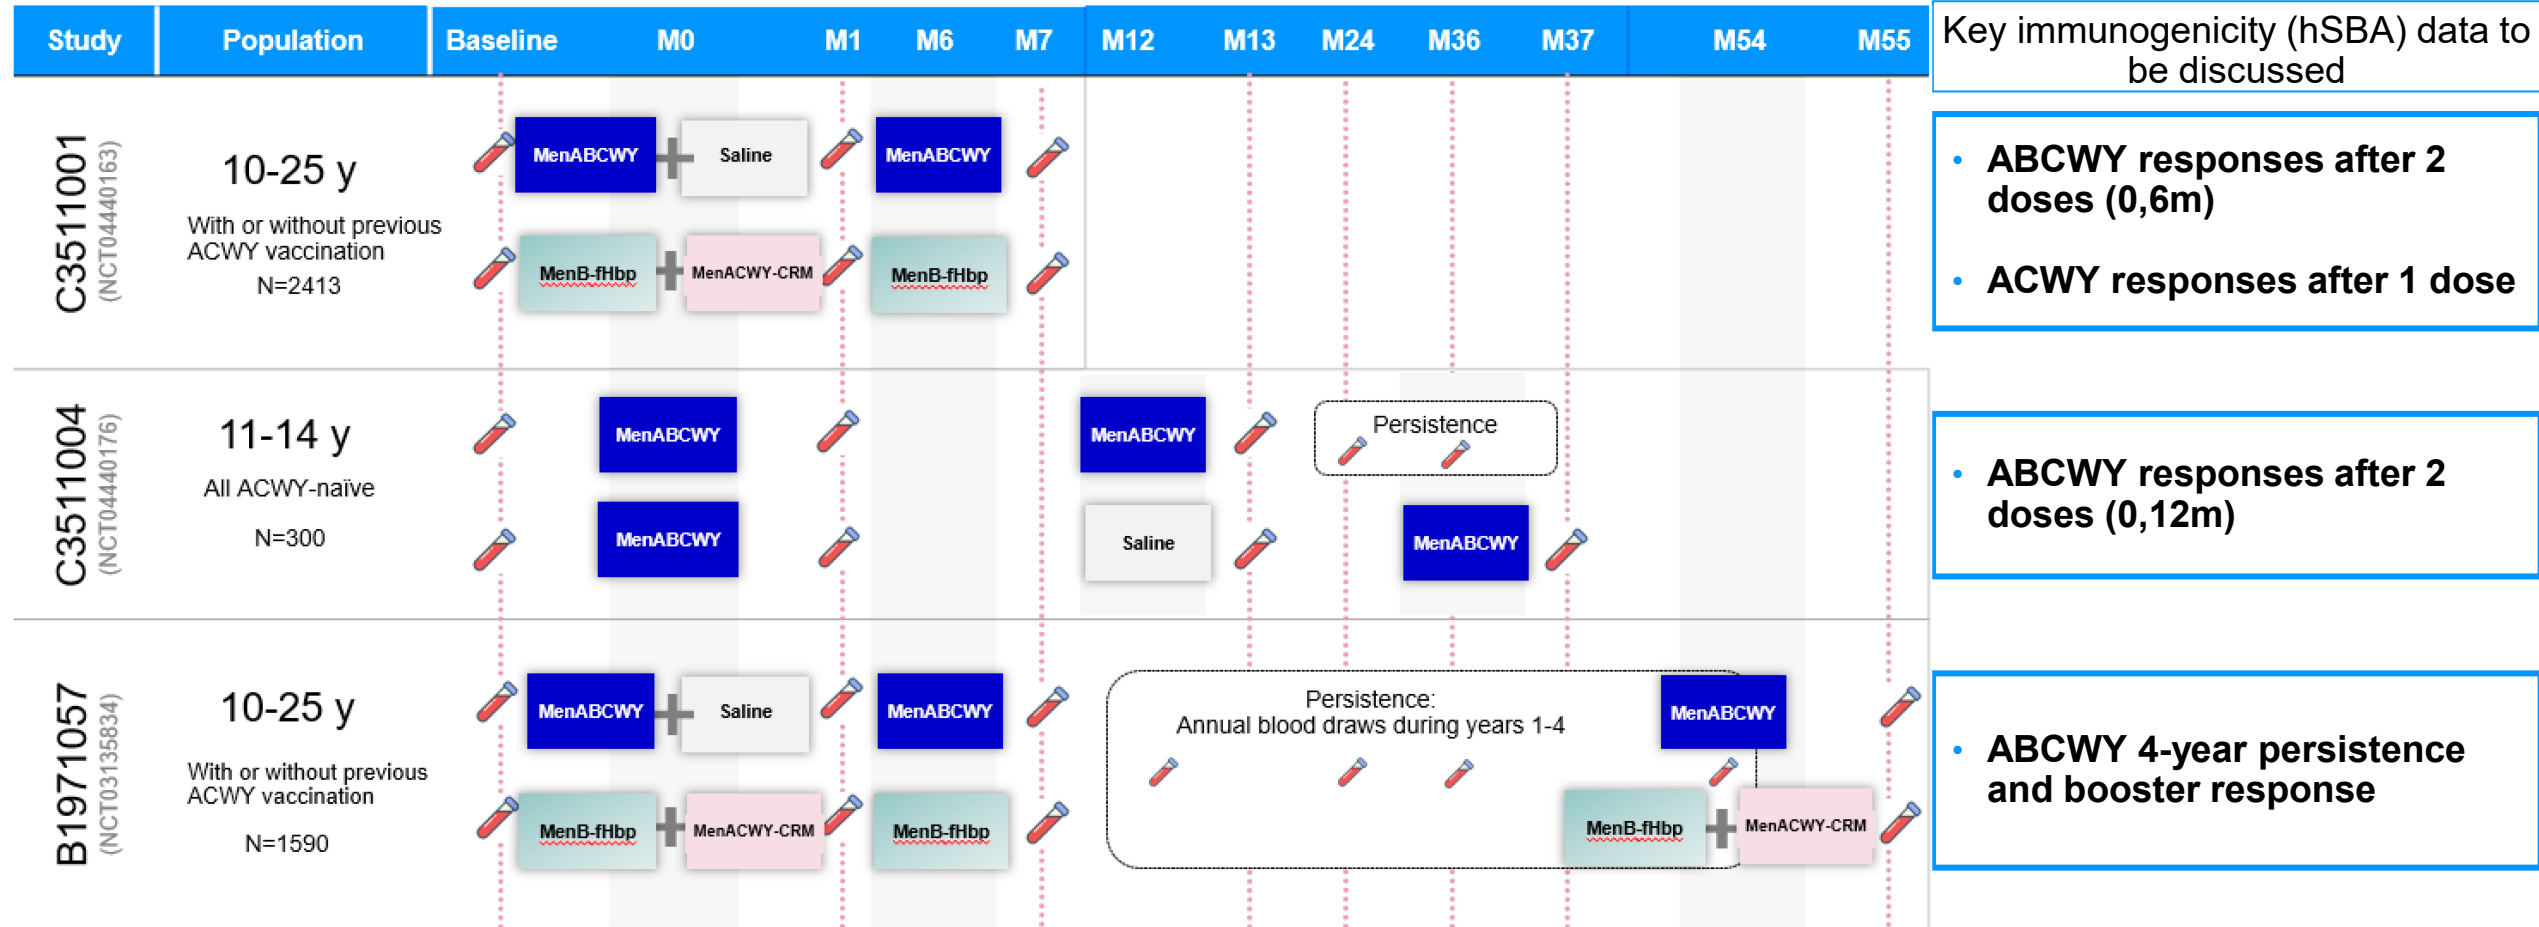 Study Population Baseline M0 M1 M6 M7 M12 M13 M24 M36 M37 M54 M55
Key immunogenicity (hSBA) data to
be discussed
C3511001
(NCT04440163)
10-25 y
With or without previous
ACWY vaccination
N=2413
MenABCWY Saline MenABCWY
MenB-fHbp MenACWY-CRM MenB-fHbp
• ABCWY responses after 2
doses (0,6m)
• ACWY responses after 1 dose
C3511004
(NCT04440176)
11-14 y
All ACWY-naïve
N=300
MenABCWY MenABCWY Persistence
MenABCWY Saline MenABCWY
• ABCWY responses after 2
doses (0,12m)
B1971057
(NCT03135834)
10-25 y
With or without previous
ACWY vaccination
N=1590
MenABCWY Saline MenABCWY
Persistence:
Annual blood draws during years 1-4
MenABCWY
MenB-fHbp MenACWY-CRM MenB-fHbp MenB-fHbp MenACWY-CRM
• ABCWY 4-year persistence
and booster response